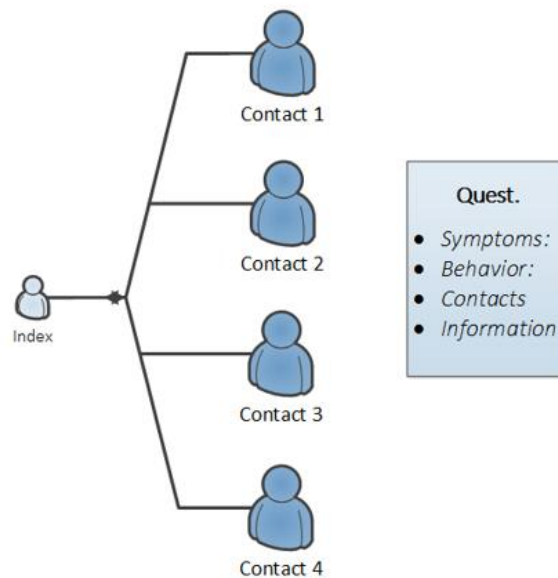 Contact 1
Contact 2
Index
Contact 3
Contact 4
Quest.
• Symptoms:
• Behavior:
• Contacts
• Information